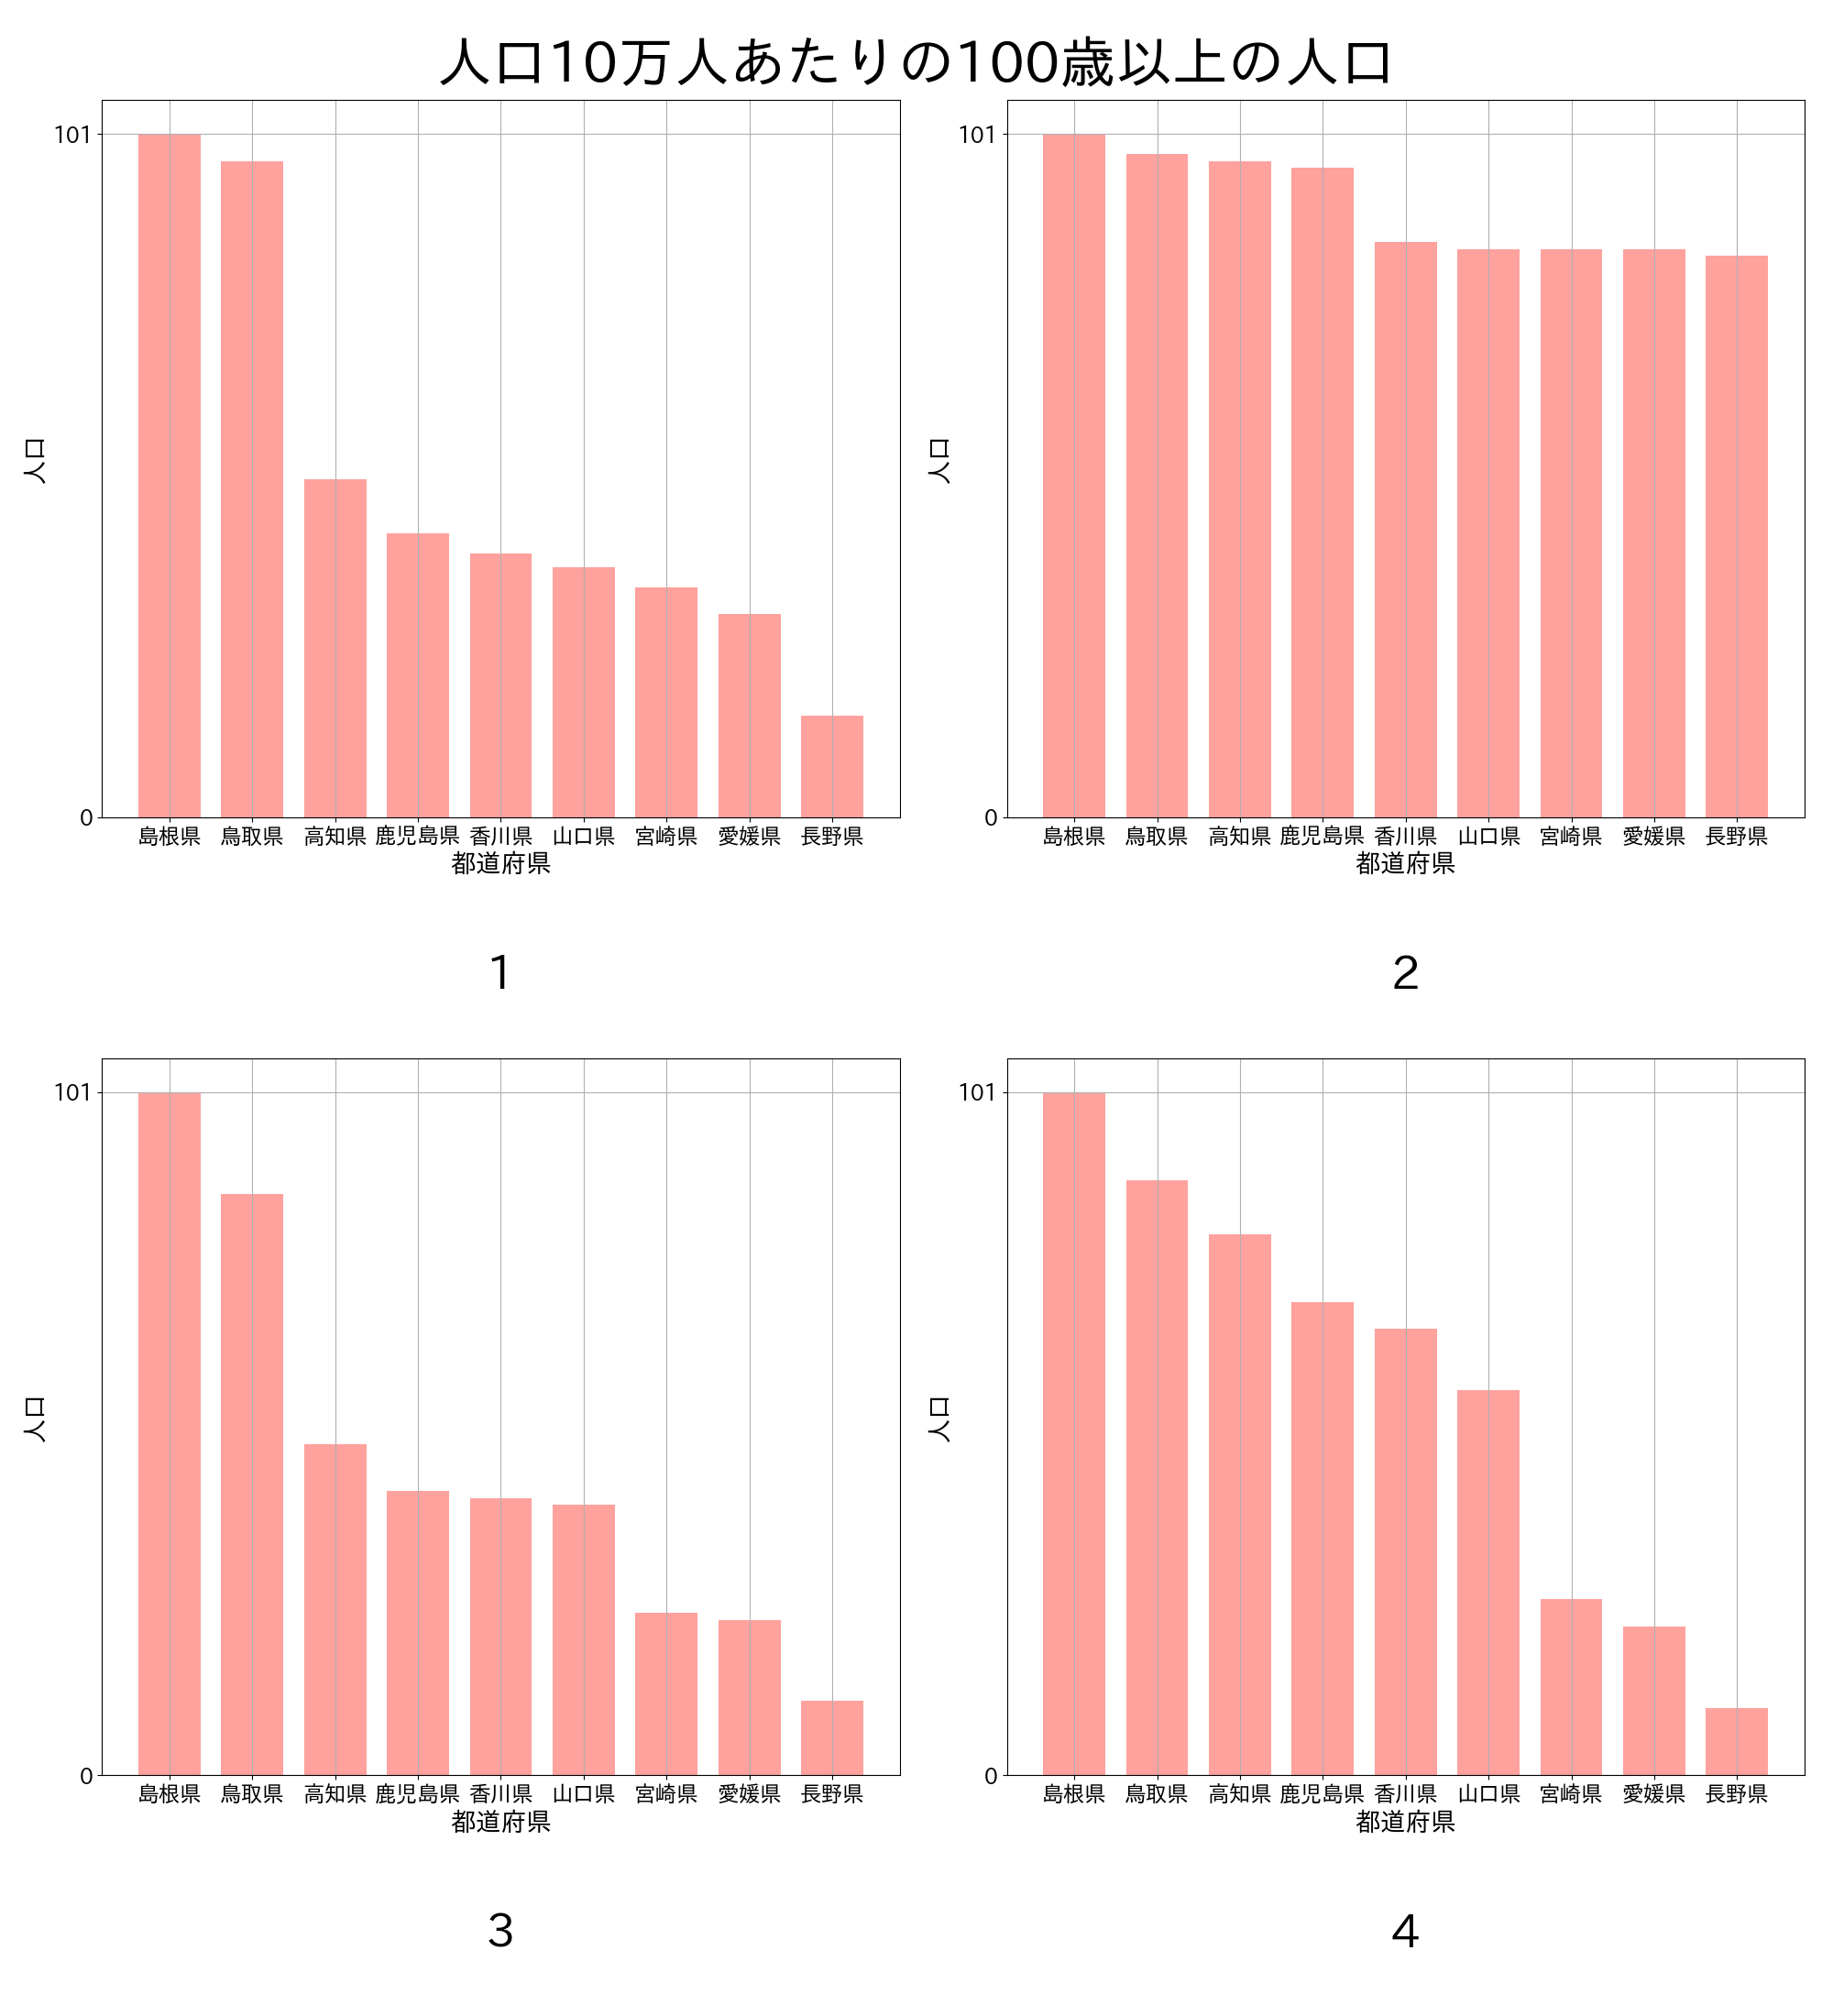 人口10万人あたりの100歳以上の人口
101
0
人口
島根県 鳥取県 高知県 鹿児島県 香川県 山口県 宮崎県 愛媛県 長野県
都道府県
1
101
0
人口
島根県 鳥取県 高知県 鹿児島県 香川県 山口県 宮崎県 愛媛県 長野県
都道府県
2
101
0
人口
島根県 鳥取県 高知県 鹿児島県 香川県 山口県 宮崎県 愛媛県 長野県
都道府県
3
101
0
人口
島根県 鳥取県 高知県 鹿児島県 香川県 山口県 宮崎県 愛媛県 長野県
都道府県
4